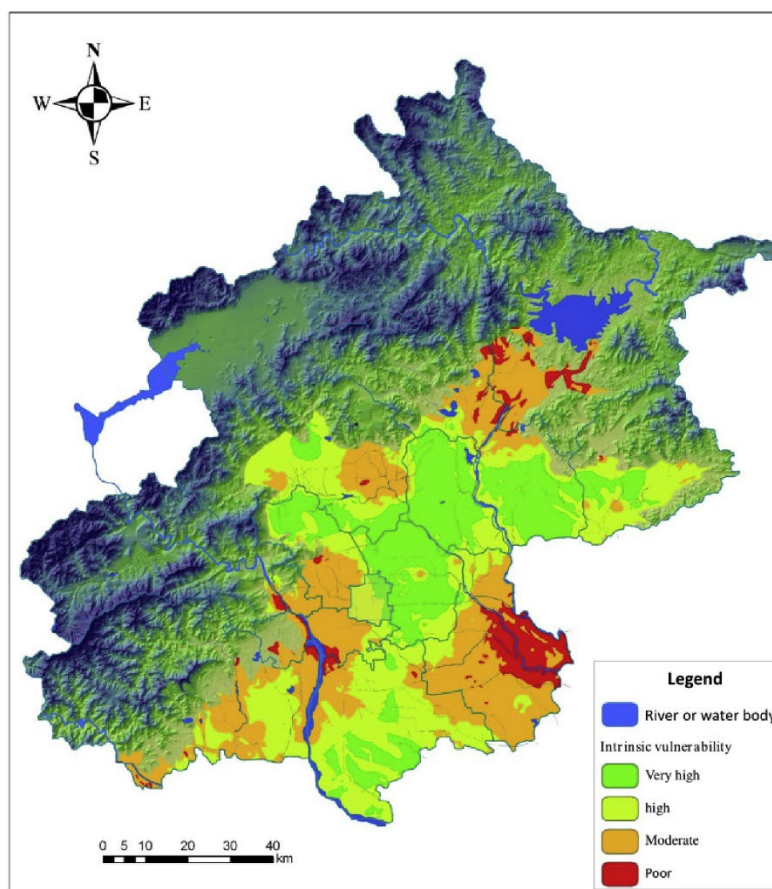 N
W E
S
Legend
River or water body
Intrinsic vulnerability
Very high
high
Moderate
Poor
0 5 10 20 30 40
km